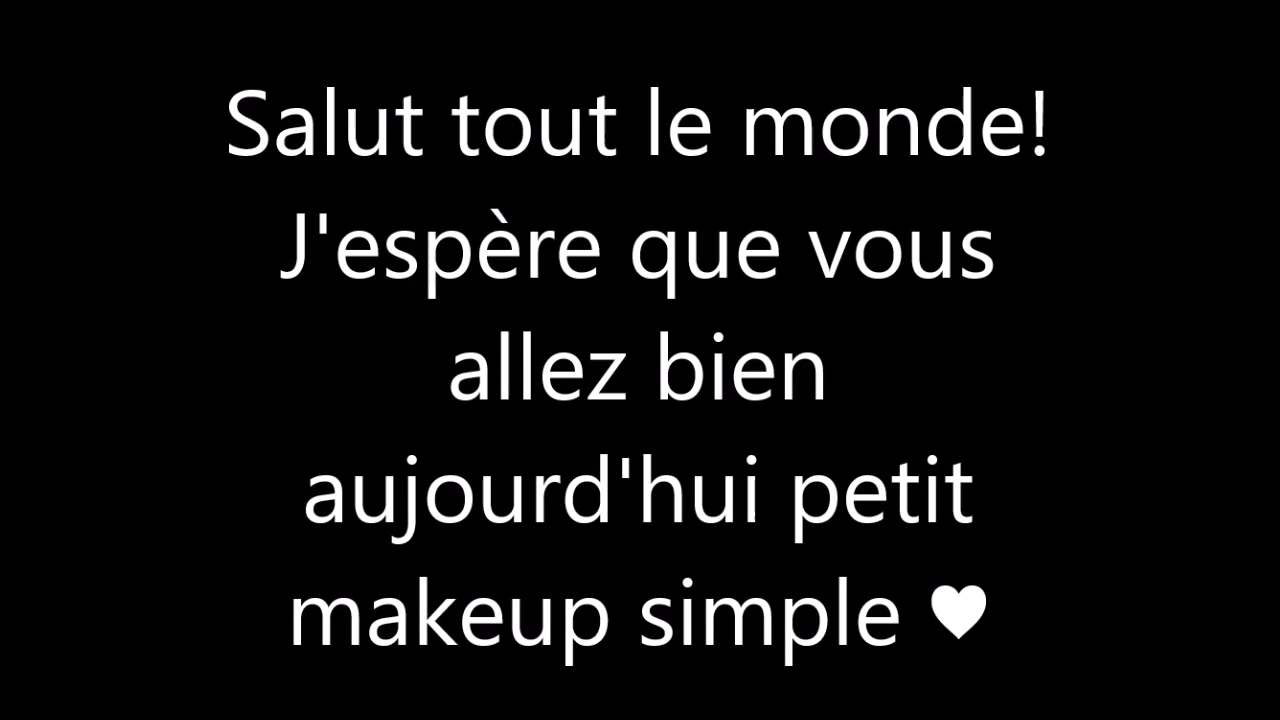 Salut tout le monde!
J'espère que vous
allez bien
aujourd'hui petit
makeup simple ♥